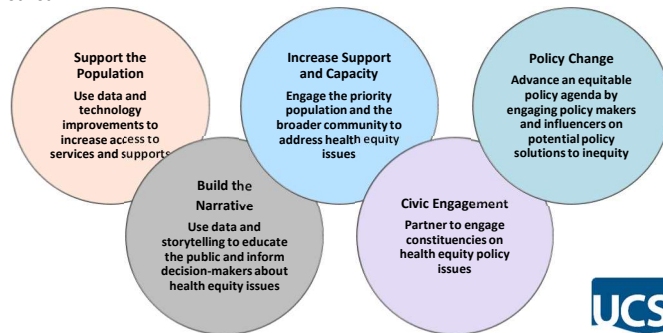 Support the
Population
Use data and
technology
improvements to
increase access to
services and supports
Build the
Narrative
Use data and
storytelling to educate
the public and inform
decision-makers about
health equity issues
Increase Support
and Capacity
Engage the priority
population and the
broader community to
address health equity
issues
Civic Engagement
Partner to engage
constituencies on
health equity policy
issues
Policy Change
Advance an equitable
policy agenda by
engaging policy makers
and influencers on
potential policy
solutions to inequity
UCS